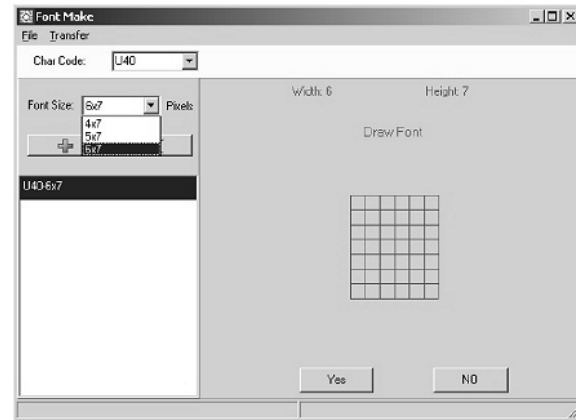 Font Make
File Transfer
Char Code: U40
Font Size: 6x7 Pixels
4x7
5x7
6x7
U40-6x7
Width: 6 Height: 7
Draw Font
Yes NO